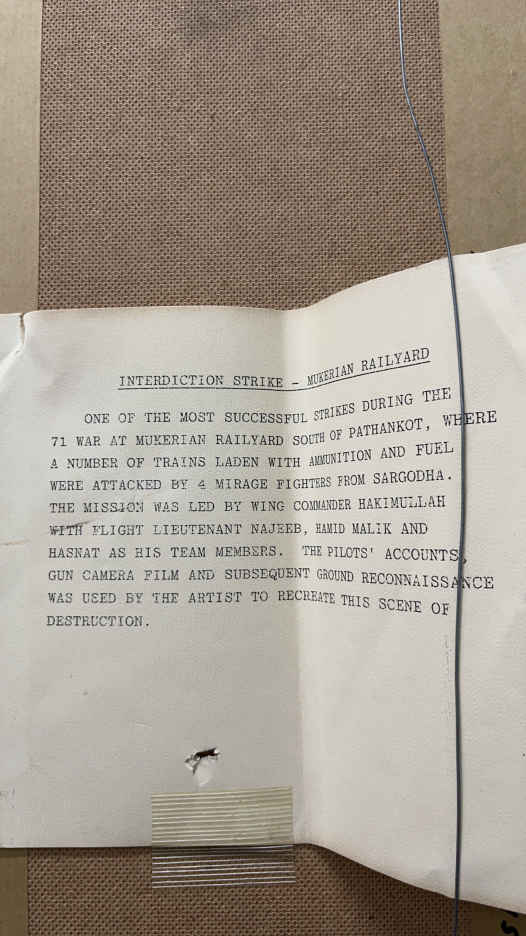 INTERDICTION STRIKE - MUKERIAN RAILYARD
ONE OF THE MOST SUCCESSFUL STRIKES DURING THE
71 WAR AT MUKERIAN RAILYARD SOUTH OF PATHANKOT, WHERE
A NUMBER OF TRAINS LADEN WITH AMMUNITION AND FUEL
WERE ATTACKED BY 4 MIRAGE FIGHTERS FROM SARGODHA.
THE MISSION WAS LED BY WING COMMANDER HAKIMULLAH
WITH FLIGHT LIEUTENANT NAJEEB, HAMID MALIK AND
HASNAT AS HIS TEAM MEMBERS. THE PILOTS' ACCOUNTS,
GUN CAMERA FILM AND SUBSEQUENT GROUND RECONNAISSANCE
WAS USED BY THE ARTIST TO RECREATE THIS SCENE OF
DESTRUCTION.